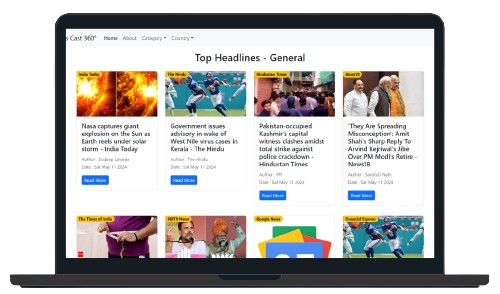 s Cast 360°
Home
About
Category
Country
Top Headlines - General
India Today
The Hindu
Hindustan Times
News18
Nasa captures giant
explosion on the Sun as
Earth reels under solar
storm - India Today
Author : Sudeep Lavania
Date : Sat May 11 2024
Read More
Government issues
advisory in wake of
West Nile virus cases in
Kerala - The Hindu
Author : The Hindu
Date : Sat May 11 2024
Read More
Pakistan-occupied
Kashmir's capital
witness clashes amidst
total strike against
police crackdown -
Hindustan Times
Author : PTI
Date : Sat May 11 2024
Read More
'They Are Spreading
Misconception': Amit
Shah's Sharp Reply To
Arvind Kejriwal's Jibe
Over PM Modi's Retire -
News18
Author : Saurabh
Date : Sat May 11 2024
Read More
The Times of India
NDTV News
Google News
Financial Express